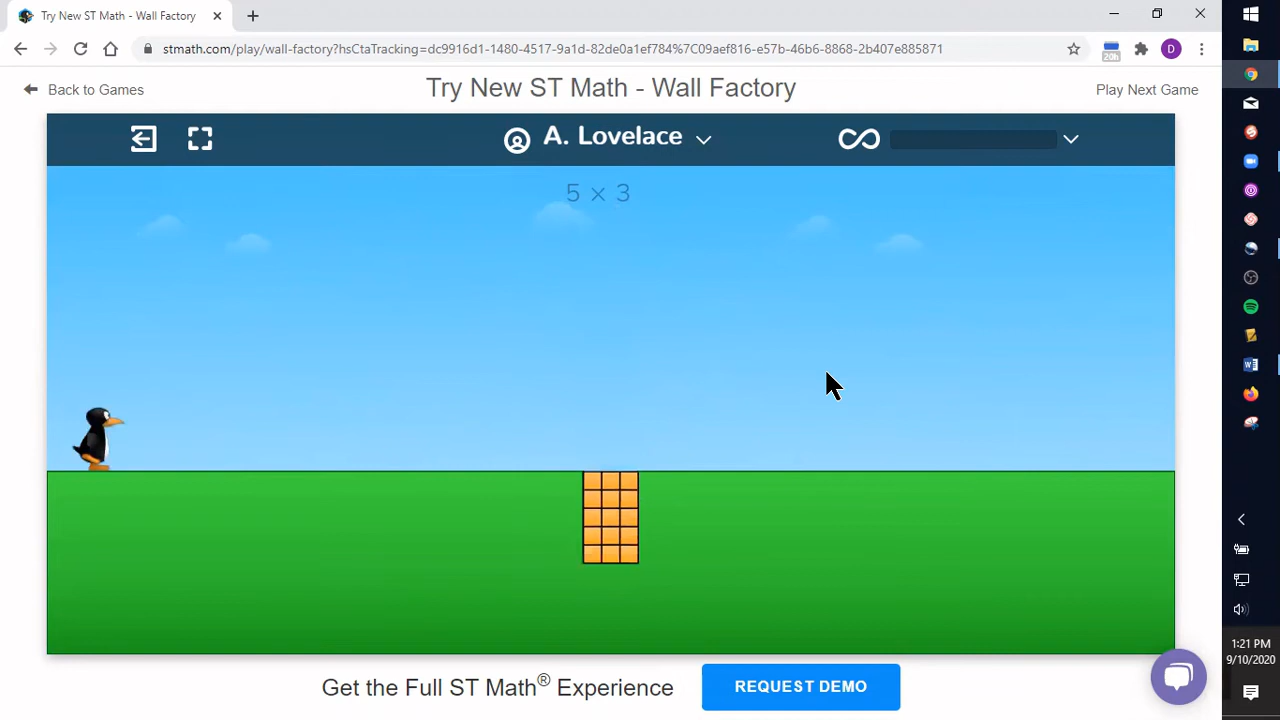 Try New ST Math - Wall Factory
stmath.com/play/wall-factory?hsCtaTracking=dc9916d1-1480-4517-9a1d-82de0a1ef784%7C09aef816-e57b-46b6-8868-2b407e885871
20h
D
Back to Games
Try New ST Math - Wall Factory
Play Next Game
A. Lovelace
5 × 3
Get the Full ST Math® Experience
REQUEST DEMO
1:21 PM
9/10/2020